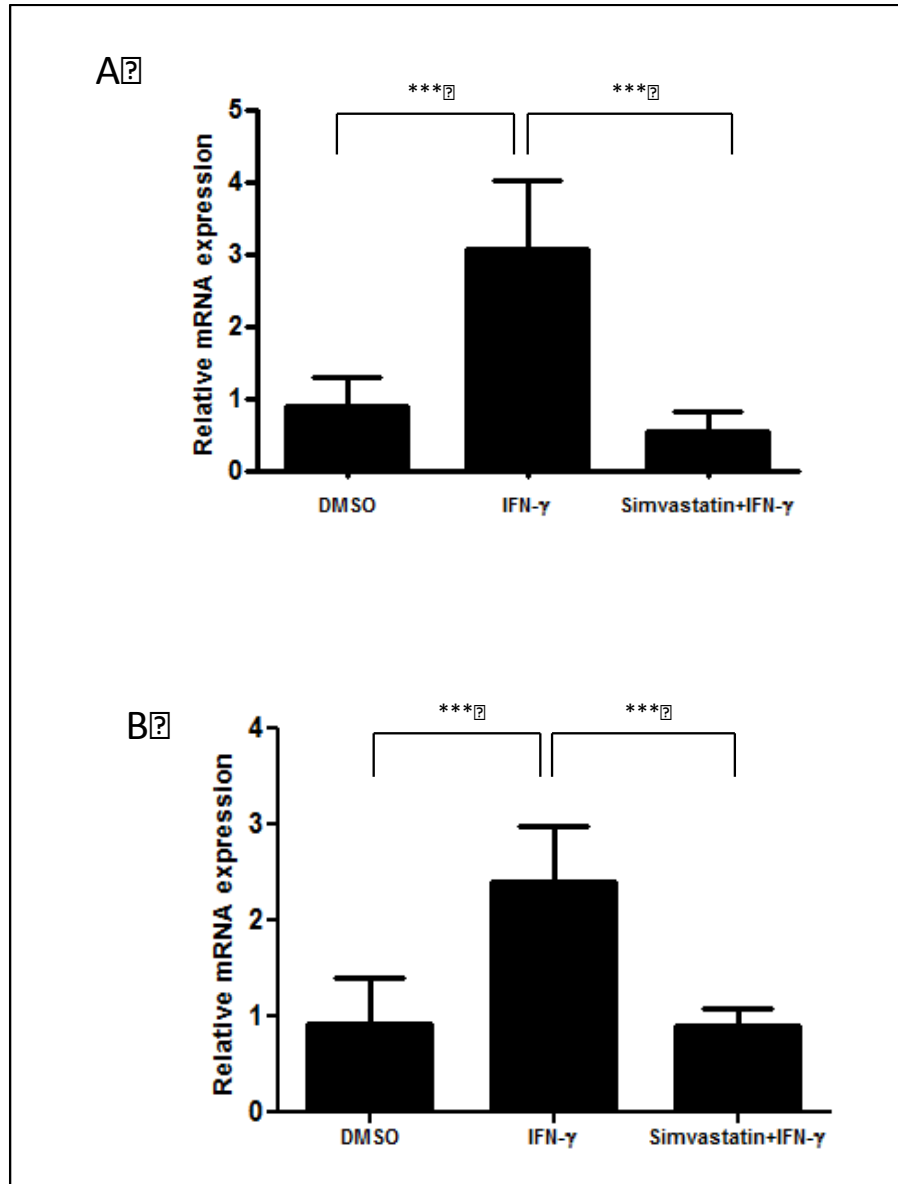 A⍰
***⍰ ***⍰
5
4
3
2
1
0
Relative mRNA expression
DMSO IFN-γ Simvastatin+IFN-γ
B⍰
***⍰ ***⍰
4
3
2
1
0
Relative mRNA expression
DMSO IFN-γ Simvastatin+IFN-γ